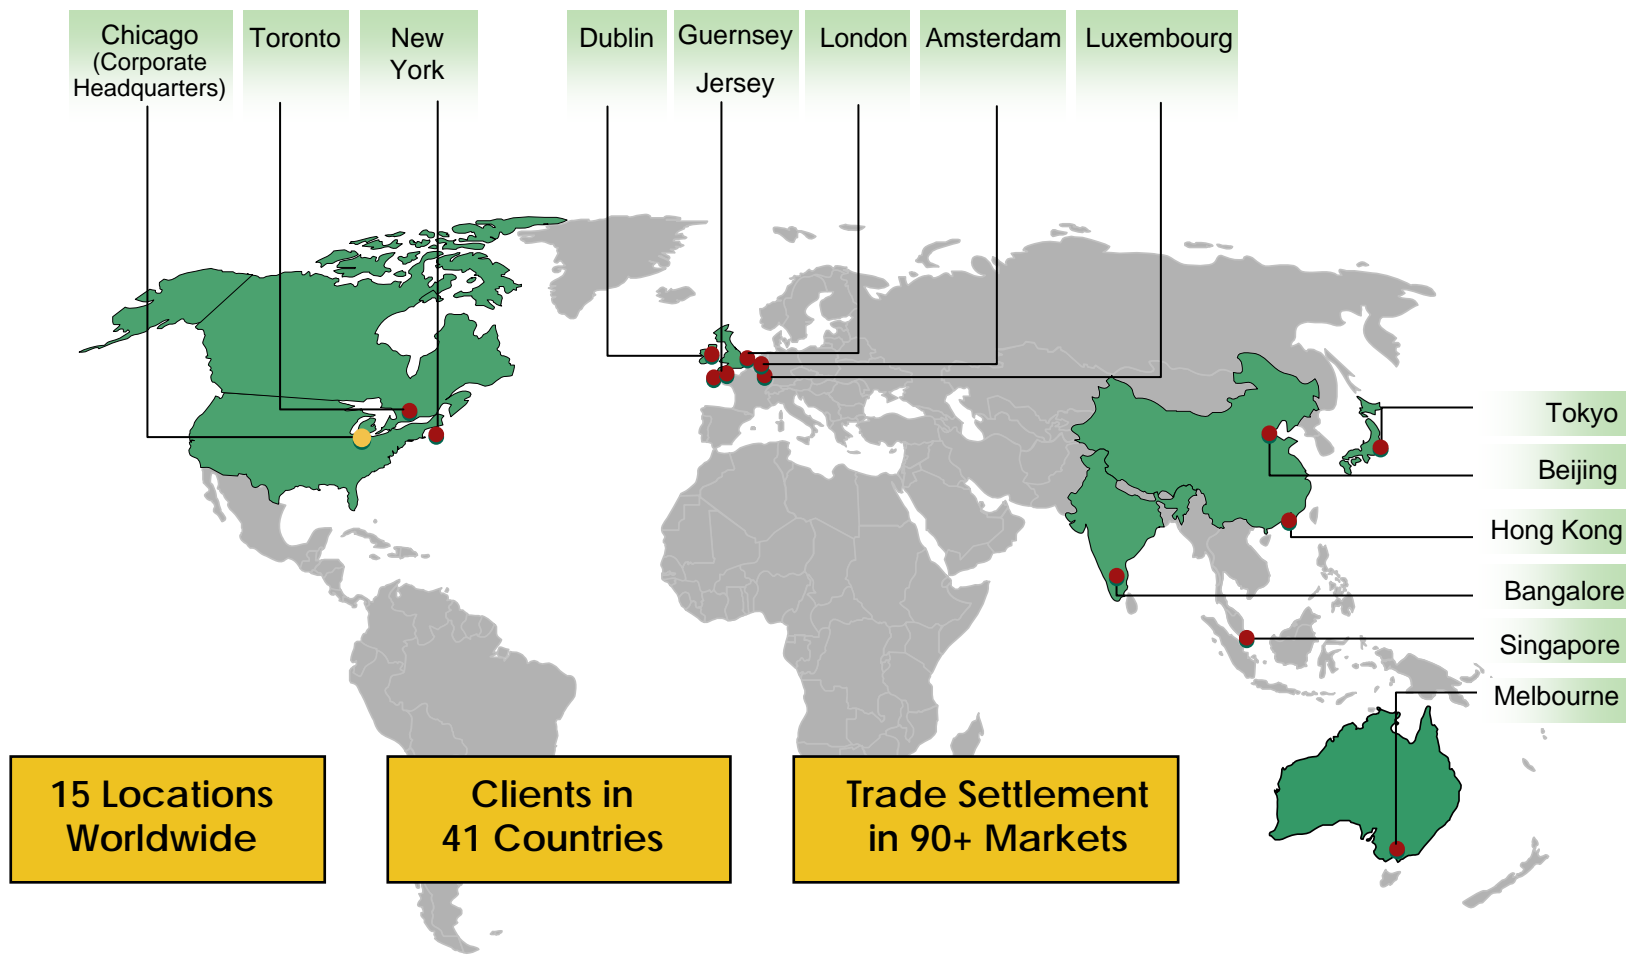 Chicago
(Corporate
Headquarters)
Toronto
New
York
Dublin
Guernsey
Jersey
London
Amsterdam
Luxembourg
Tokyo
Beijing
Hong Kong
Bangalore
Singapore
Melbourne
15 Locations
Worldwide
Clients in
41 Countries
Trade Settlement
in 90+ Markets